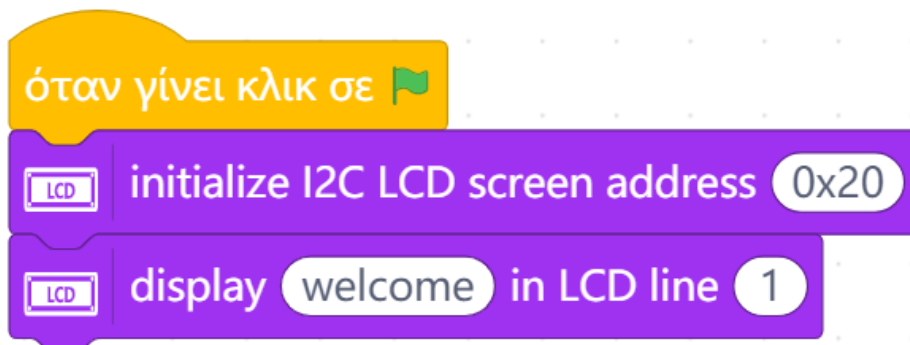 όταν γίνει κλικ σε
LCD initialize I2C LCD screen address 0x20
LCD display welcome in LCD line 1